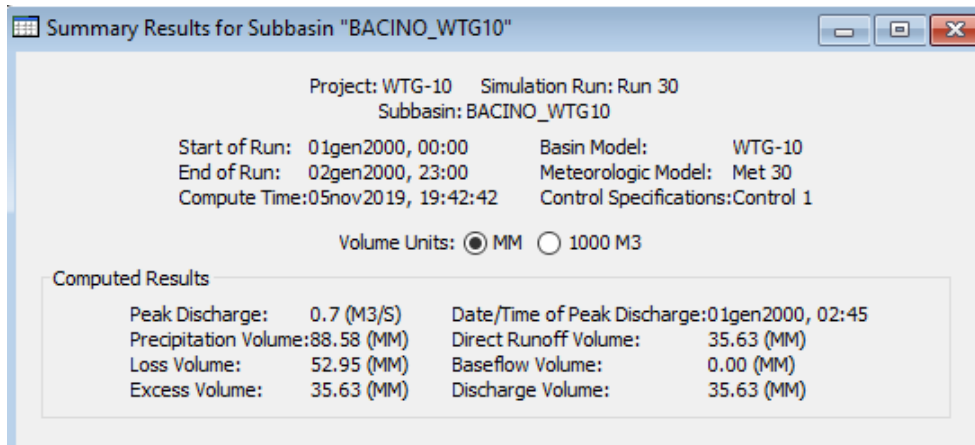 Summary Results for Subbasin "BACINO_WTG10"
Project: WTG-10 Simulation Run: Run 30
Subbasin: BACINO_WTG10
Start of Run: 01gen2000, 00:00 Basin Model: WTG-10
End of Run: 02gen2000, 23:00 Meteorologic Model: Met 30
Compute Time:05nov2019, 19:42:42 Control Specifications:Control 1
Volume Units: MM 1000 M3
Computed Results
Peak Discharge: 0.7 (M3/S) Date/Time of Peak Discharge:01gen2000, 02:45
Precipitation Volume:88.58 (MM) Direct Runoff Volume: 35.63 (MM)
Loss Volume: 52.95 (MM) Baseflow Volume: 0.00 (MM)
Excess Volume: 35.63 (MM) Discharge Volume: 35.63 (MM)